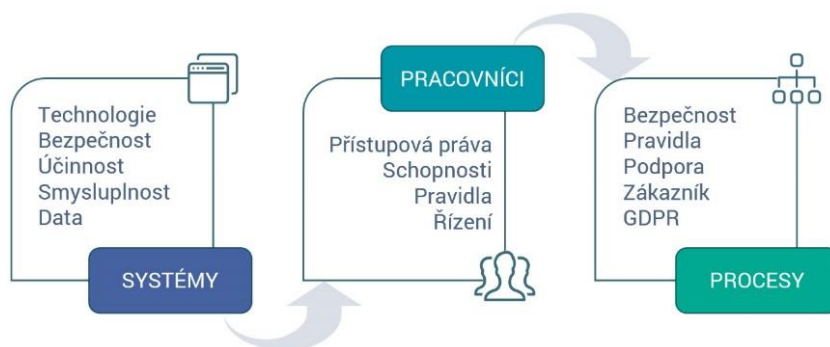 Technologie
Bezpečnost
Účinnost
Smysluplnost
Data
SYSTÉMY
PRACOVNÍCI
Přístupová práva
Schopnosti
Pravidla
Řízení
Bezpečnost
Pravidla
Podpora
Zákazník
GDPR
PROCESY